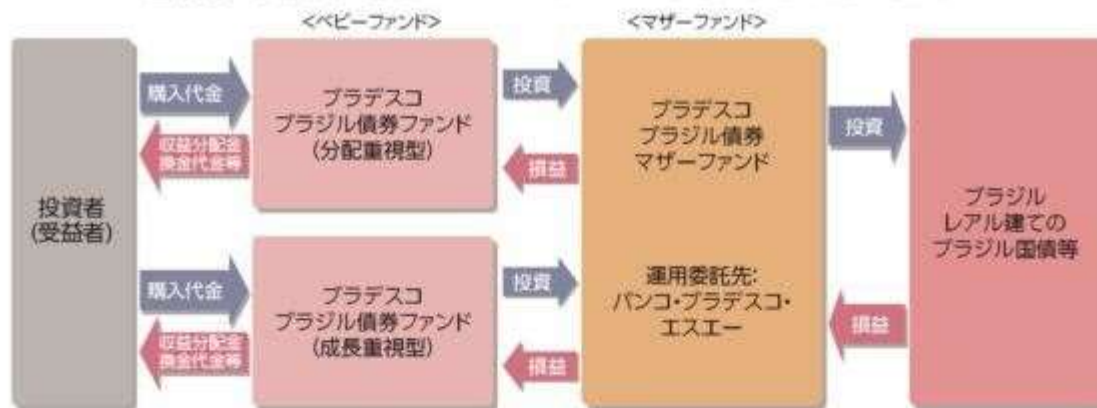 <ベビーファンド>
<マザーファンド>
投資者
(受益者)
購入代金
収益分配金
換金代金等
ブラデスコ
ブラジル債券ファンド
(分配重視型)
投資
損益
購入代金
収益分配金
換金代金等
ブラデスコ
ブラジル債券ファンド
(成長重視型)
投資
損益
ブラデスコ
ブラジル債券
マザーファンド
運用委託先:
バンコ・ブラデスコ・
エスエー
投資
損益
ブラジル
レアル建ての
ブラジル国債等